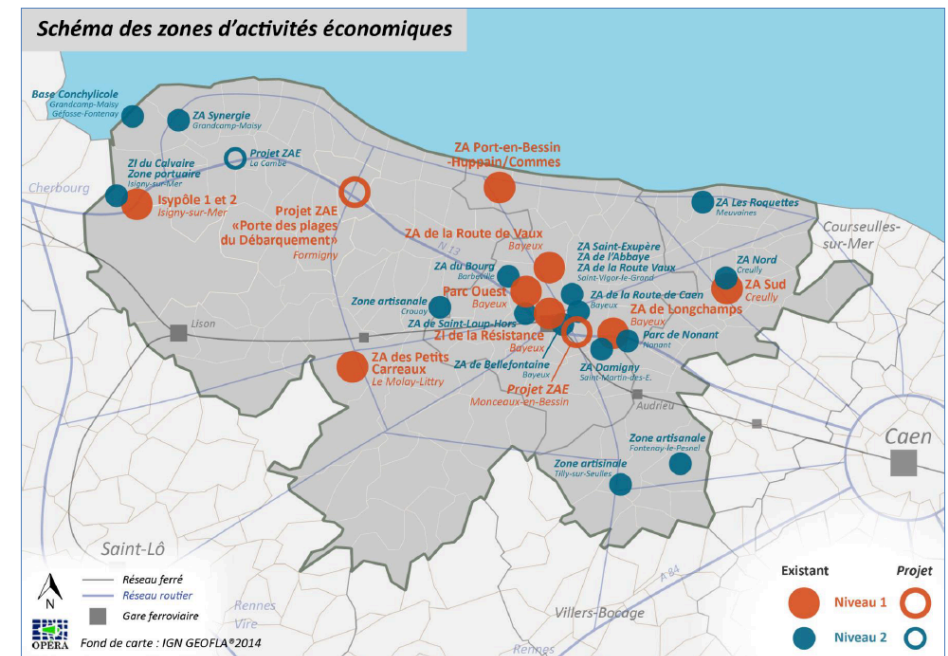 Schéma des zones d'activités économiques
Base Conchylicole
Grandcamp-Maisy
Géfosse-Fontenay
ZA Synergie
Grandcamp-Maisy
Projet ZAE
La Cambe
ZI du Calvaire
Zone portuaire
Isigny-sur-Mer
Cherbourg
Isypôle 1 et 2
Isigny-sur-Mer
Projet ZAE
«Porte des plages
du Débarquement»
Formigny
ZA Port-en-Bessin
-Huppain/Commes
ZA Les Roquettes
Meuvaines
Courseulles-
sur-Mer
ZA de la Route de Vaux
Bayeux
N 13
ZA Saint-Exupère
ZA de l'Abbaye
ZA de la Route Vaux
Saint-Vigor-le-Grand
ZA du Bourg
Barbeville
ZA Nord
Creully
ZA Sud
Creully
Parc Ouest
Bayeux
ZA de la Route de Caen
Bayeux
Zone artisanale
Crouay
ZA de Longchamps
Bayeux
ZA de Saint-Loup-Hors
ZI de la Résistance
Bayeux
Parc de Nonant
Nonant
Lison
ZA des Petits
Carreaux
Le Molay-Littry
ZA de Bellefontaine
Bayeux
ZA Damigny
Saint-Martin-des-E.
Projet ZAE
Monceaux-en-Bessin
Audrieu
Caen
Zone artisanale
Fontenay-le-Pesnel
Zone artisinale
Tilly-sur-Seulles
Saint-Lô
A 84
Villers-Bocage
Rennes
Vire
Rennes
N
Réseau ferré
Réseau routier
Gare ferroviaire
OPERA
Fond de carte : IGN GEOFLA®2014
Existant
Projet
Niveau 1
Niveau 2